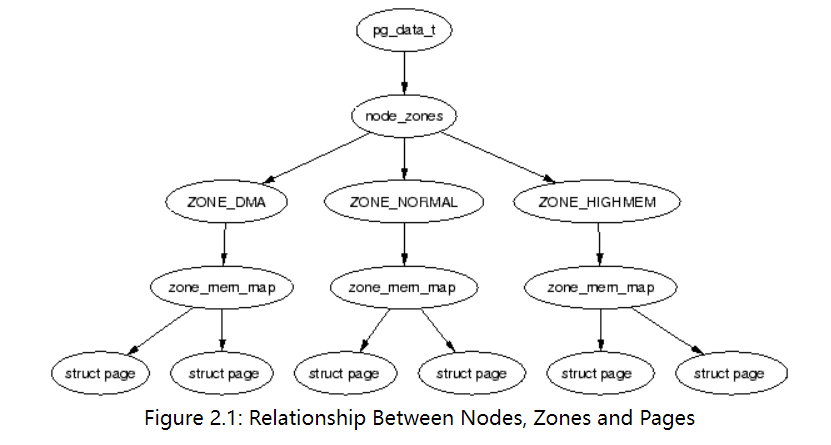 pg_data_t
node_zones
ZONE_DMA ZONE_NORMAL ZONE_HIGHMEM
zone_mem_map zone_mem_map zone_mem_map
struct page struct page struct page struct page struct page struct page
Figure 2.1: Relationship Between Nodes, Zones and Pages